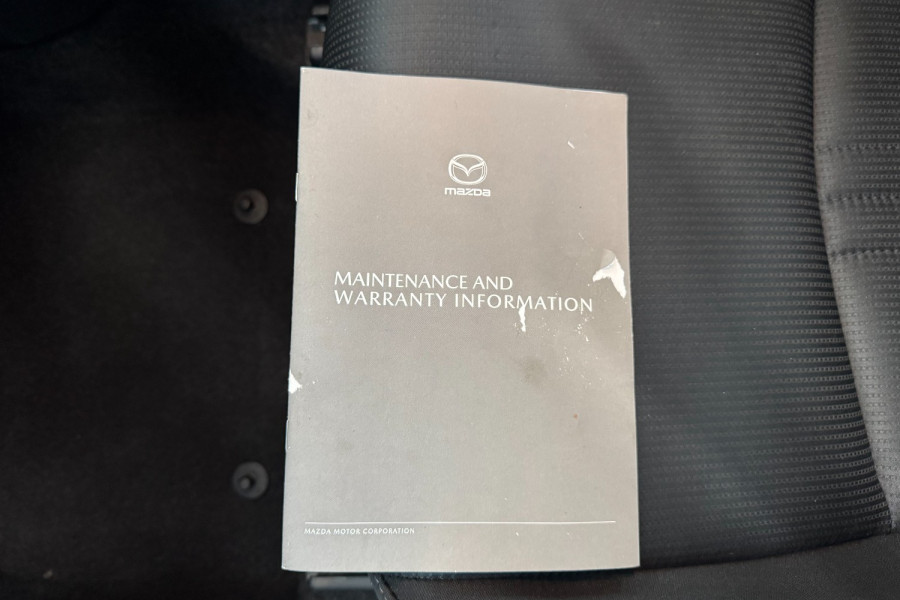 mazda
MAINTENANCE AND
WARRANTY INFORMATION
MAZDA MOTOR CORPORATION